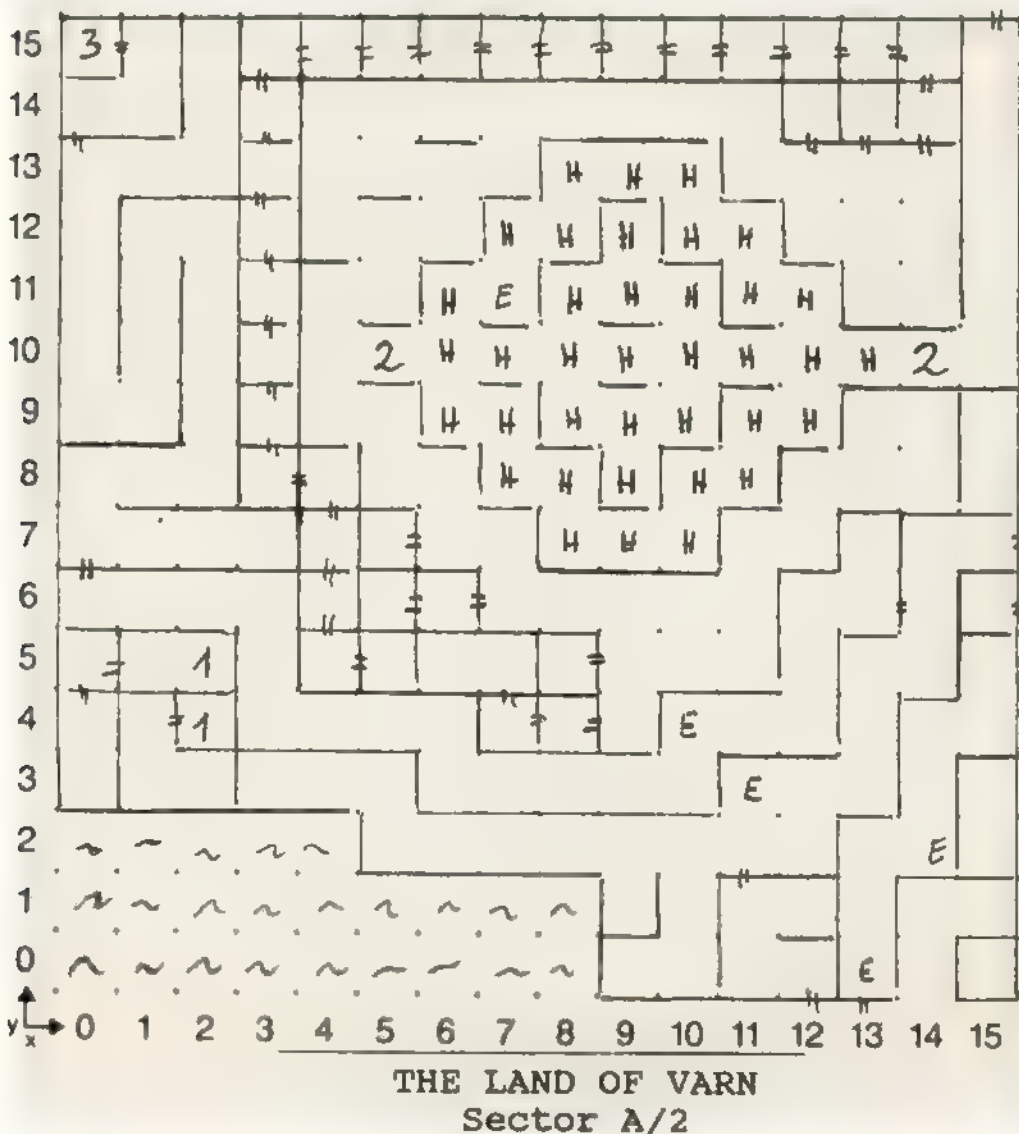 15 3
14
13 H H H
12 H H H H H
11 H E H H H H H
10 2 H H H H H H H H 2
9 H H H H H H H
8 H H H H H
7 H H H
6
5 1
4 1 E
3 E
2 E
1
0 E
y x 0 1 2 3 4 5 6 7 8 9 10 11 12 13 14 15
THE LAND OF VARN
Sector A/2